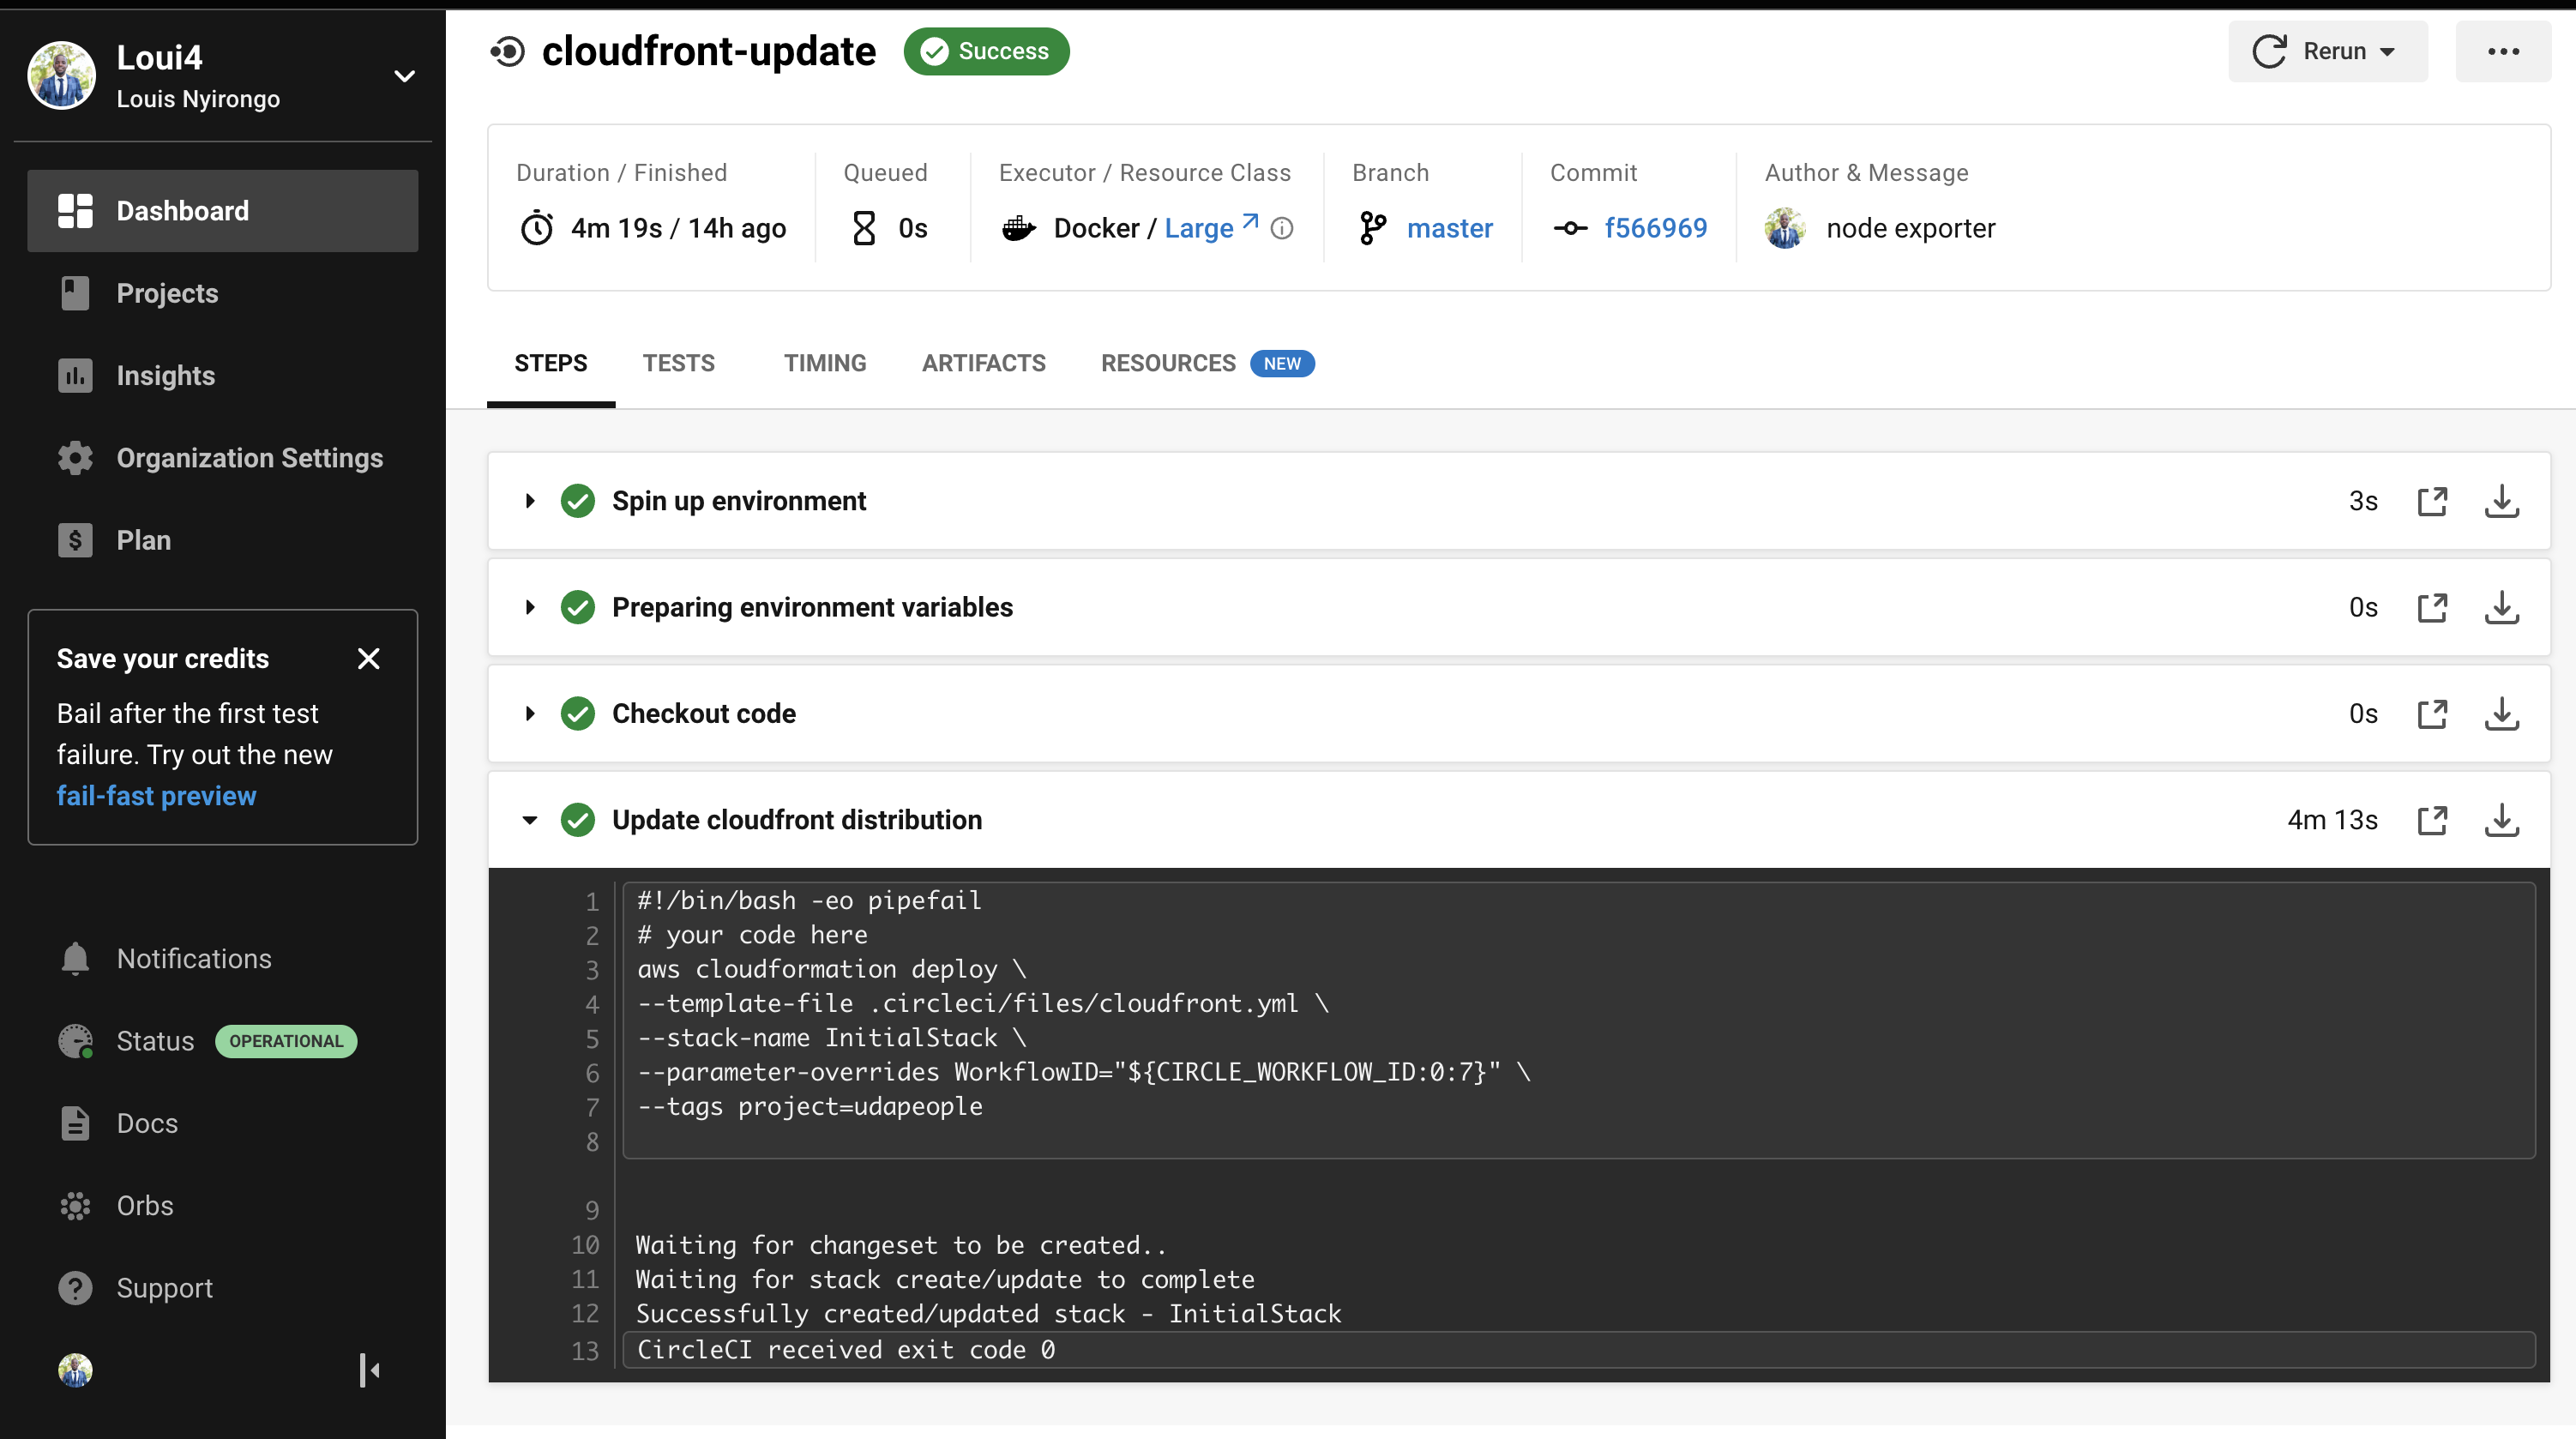 Loui4
Louis Nyirongo
Dashboard
Projects
Insights
Organization Settings
Plan
Save your credits
Bail after the first test
failure. Try out the new
fail-fast preview
Notifications
Status OPERATIONAL
Docs
Orbs
Support
cloudfront-update Success
Rerun
Duration / Finished
4m 19s / 14h ago
Queued
0s
Executor / Resource Class
Docker / Large
Branch
master
Commit
f566969
Author & Message
node exporter
STEPS TESTS TIMING ARTIFACTS RESOURCES NEW
Spin up environment 3s
Preparing environment variables 0s
Checkout code 0s
Update cloudfront distribution 4m 13s
1 #!/bin/bash -eo pipefail
2 # your code here
3 aws cloudformation deploy \
4 --template-file .circleci/files/cloudfront.yml \
5 --stack-name InitialStack \
6 --parameter-overrides WorkflowID="${CIRCLE_WORKFLOW_ID:0:7}" \
7 --tags project=udapeople
8
9
10 Waiting for changeset to be created..
11 Waiting for stack create/update to complete
12 Successfully created/updated stack - InitialStack
13 CircleCI received exit code 0